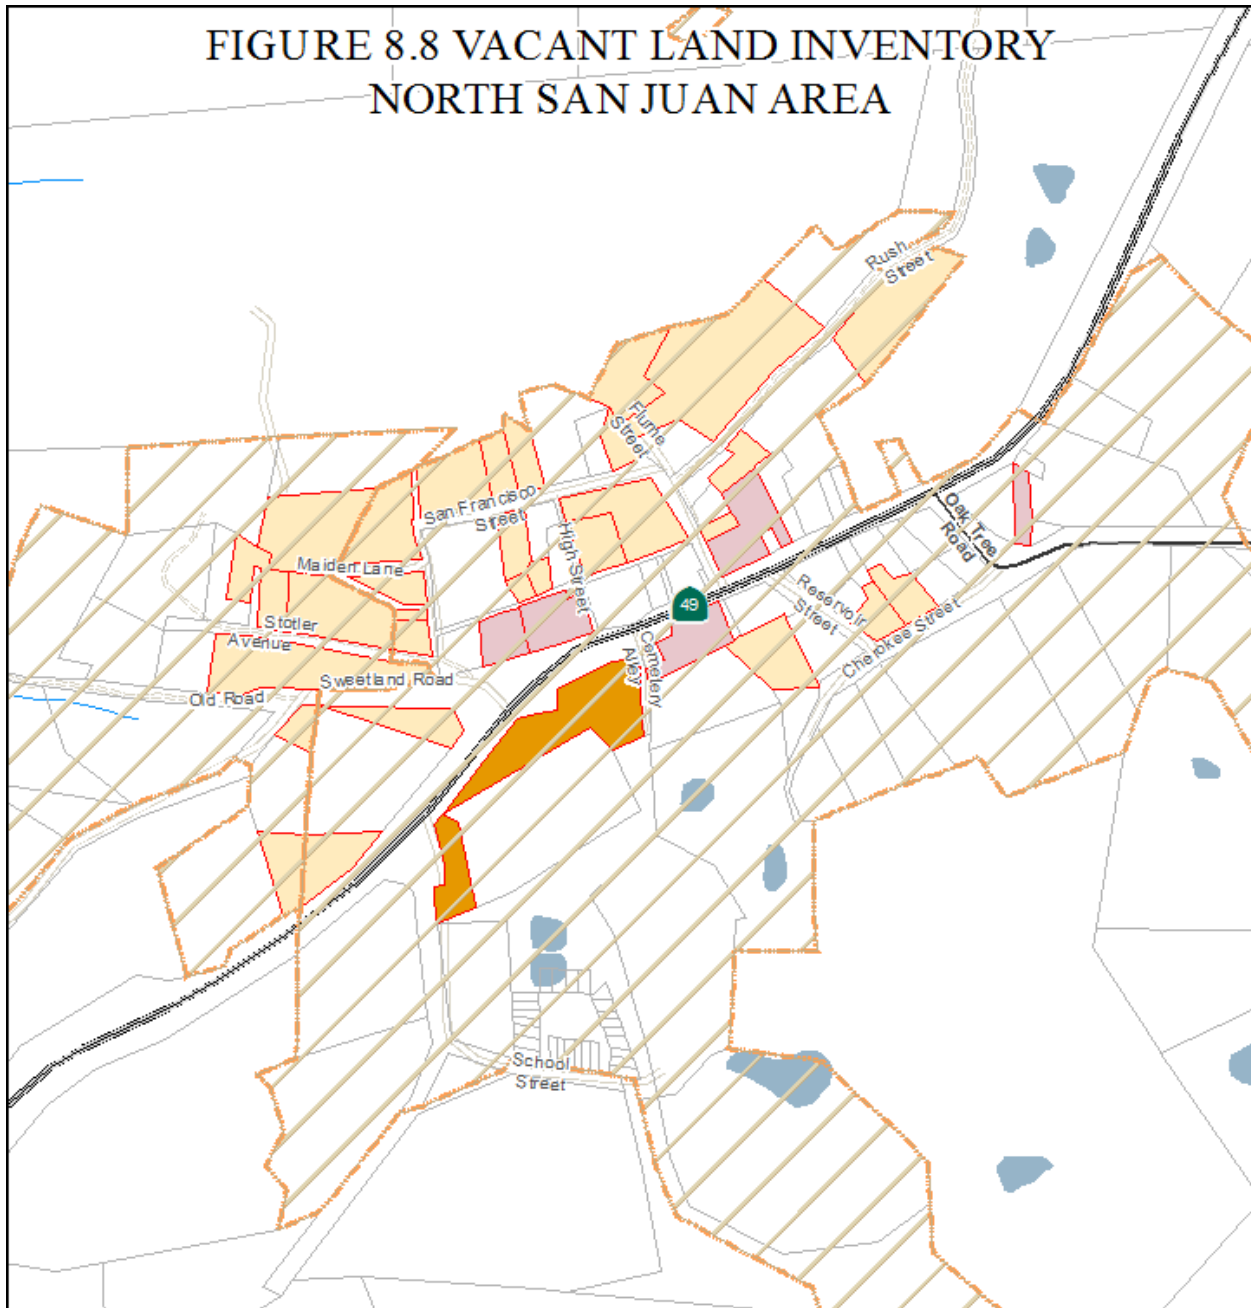 FIGURE 8.8 VACANT LAND INVENTORY
NORTH SAN JUAN AREA
Rush
Street
Flume
Street
San Francisco
Street
High Street
Oak Tree
Road
Maiden Lane
Reservoir
Street
49
Cherokee Street
Stotler
Avenue
Cemetery
Alley
Sweetland Road
Old Road
School
Street